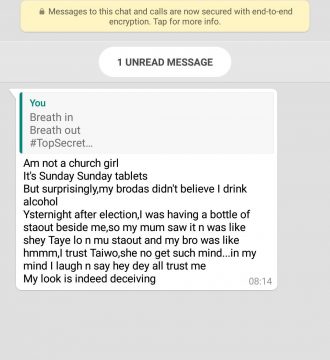 Messages to this chat and calls are now secured with end-to-end
encryption. Tap for more info.
1 UNREAD MESSAGE
You
Breath in
Breath out
#TopSecret...
Am not a church girl
It's Sunday Sunday tablets
But surprisingly,my brodas didn't believe I drink
alcohol
Ysternight after election,I was having a bottle of
staout beside me,so my mum saw it n was like
shey Taye lo n mu staout and my bro was like
hmmm,I trust Taiwo,she no get such mind...in my
mind I laugh n say hey dey all trust me
My look is indeed deceiving
08:14